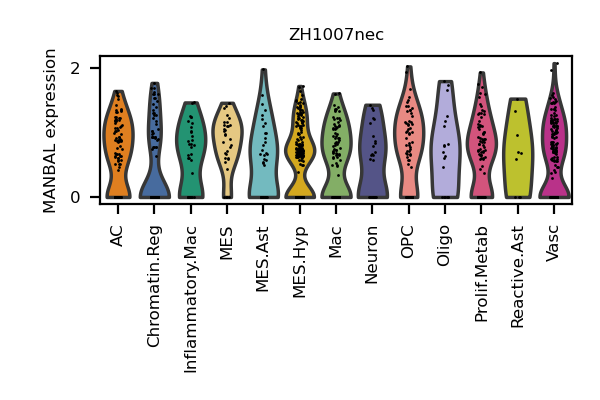 ZH1007nec
MANBAL expression
2
0
AC
Chromatin.Reg
Inflammatory.Mac
MES
MES.Ast
MES.Hyp
Mac
Neuron
OPC
Oligo
Prolif.Metab
Reactive.Ast
Vasc